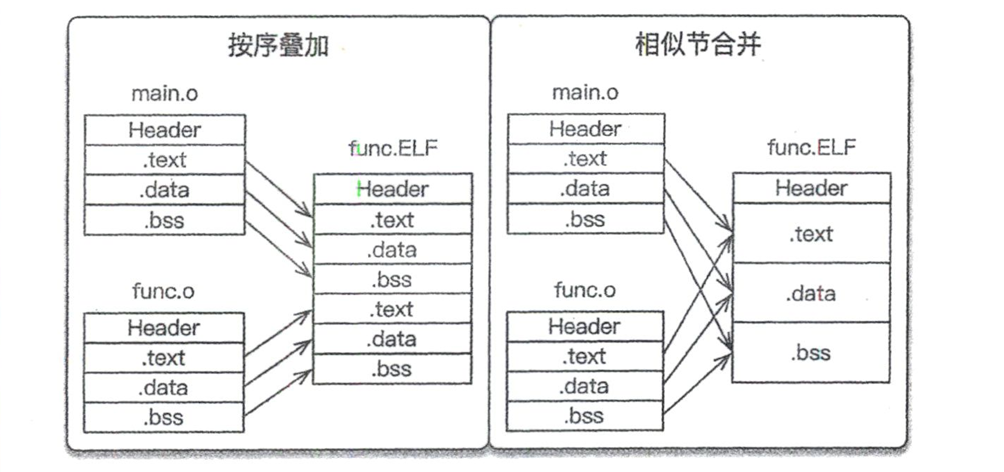 按序叠加
main.o
Header
.text
.data
.bss
func.o
Header
.text
.data
.bss
func.ELF
Header
.text
.data
.bss
.text
.data
.bss
相似节合并
main.o
Header
.text
.data
.bss
func.o
Header
.text
.data
.bss
func.ELF
Header
.text
.data
.bss